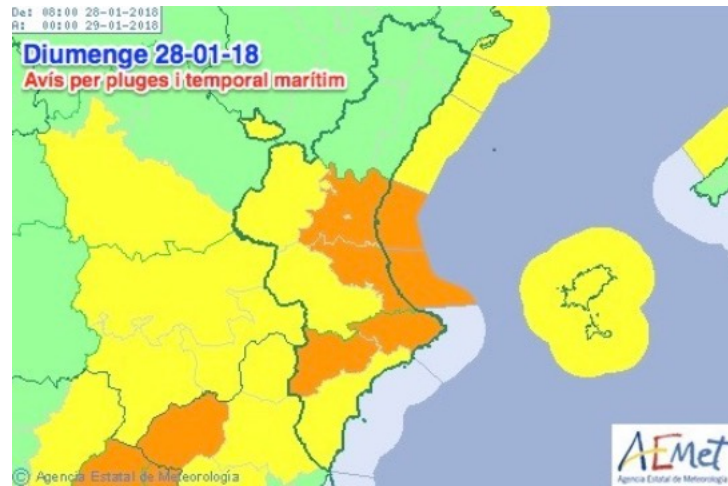 De: 08:00 28-01-2018
A: 00:00 29-01-2018
Diumenge 28-01-18
Avís per pluges i temporal marítim
© Agencia Estatal de Meteorología
AEMet
Agencia Estatal de Meteorología